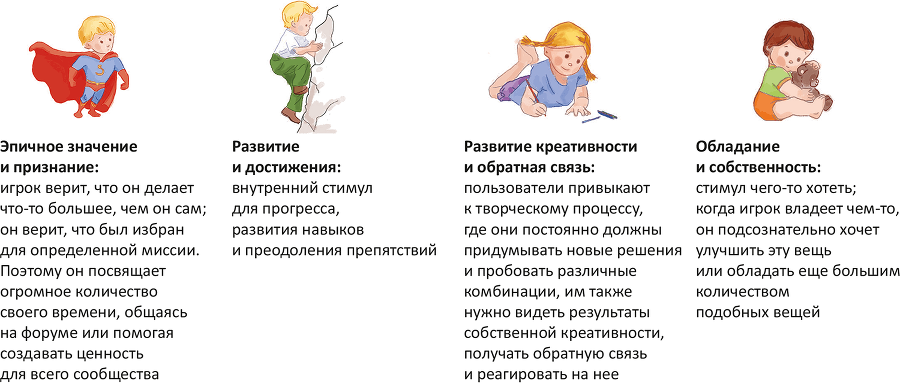 Эпичное значение
и признание:
игрок верит, что он делает
что-то большее, чем он сам;
он верит, что был избран
для определенной миссии.
Поэтому он посвящает
огромное количество
своего времени, общаясь
на форуме или помогая
создавать ценность
для всего сообщества
Развитие
и достижения:
внутренний стимул
для прогресса,
развития навыков
и преодоления препятствий
Развитие креативности
и обратная связь:
пользователи привыкают
к творческому процессу,
где они постоянно должны
придумывать новые решения
и пробовать различные
комбинации, им также
нужно видеть результаты
собственной креативности,
получать обратную связь
и реагировать на нее
Обладание
и собственность:
стимул чего-то хотеть;
когда игрок владеет чем-то,
он подсознательно хочет
улучшить эту вещь
или обладать еще большим
количеством
подобных вещей